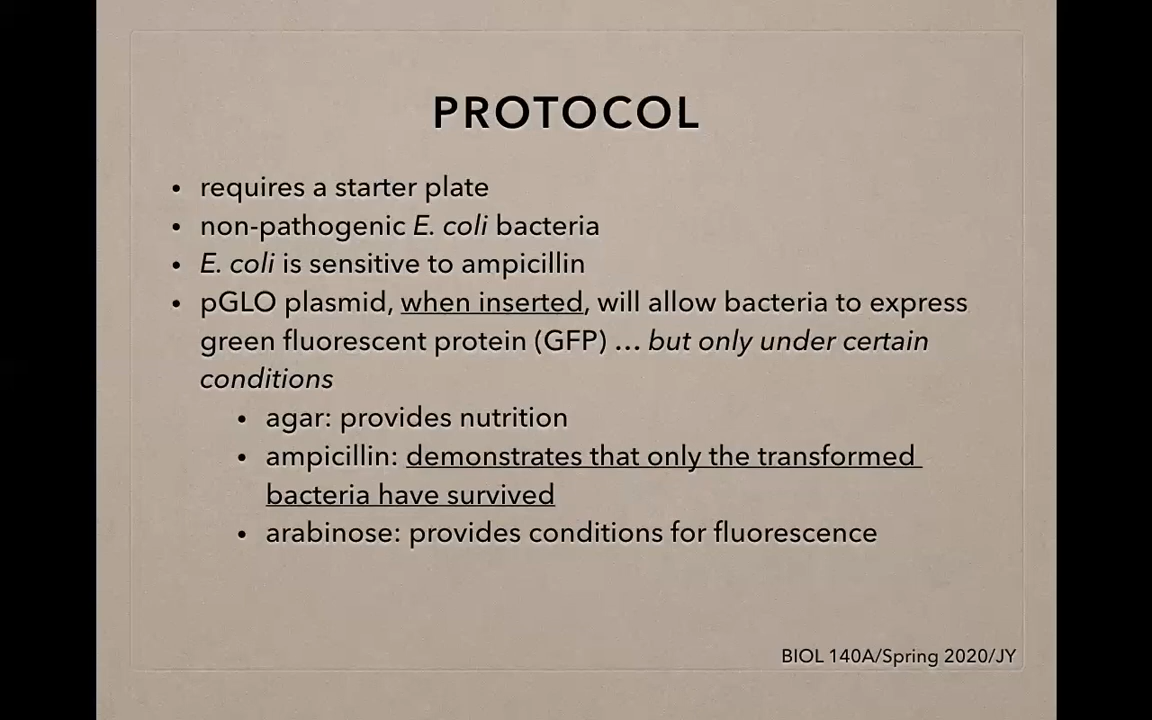 PROTOCOL
• requires a starter plate
• non-pathogenic E. coli bacteria
• E. coli is sensitive to ampicillin
• pGLO plasmid, when inserted, will allow bacteria to express
green fluorescent protein (GFP) … but only under certain
conditions
• agar: provides nutrition
• ampicillin: demonstrates that only the transformed
bacteria have survived
• arabinose: provides conditions for fluorescence
BIOL 140A/Spring 2020/JY